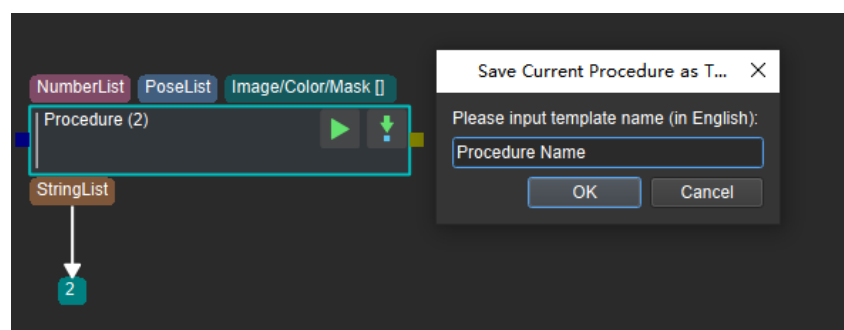 NumberList PoseList Image/Color/Mask []
Procedure (2)
StringList
2
Save Current Procedure as T...
Please input template name (in English):
Procedure Name
OK Cancel